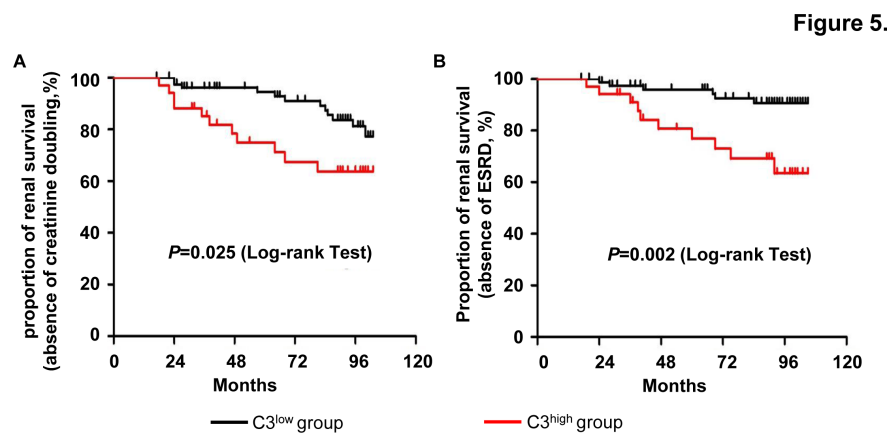 Figure 5.
A
proportion of renal survival
(absence of creatinine doubling,%)
100
80
60
40
20
0
P=0.025 (Log-rank Test)
0 24 48 72 96 120
Months
B
Proportion of renal survival
(absence of ESRD, %)
100
80
60
40
20
0
P=0.002 (Log-rank Test)
0 24 48 72 96 120
Months
C3low group
C3high group